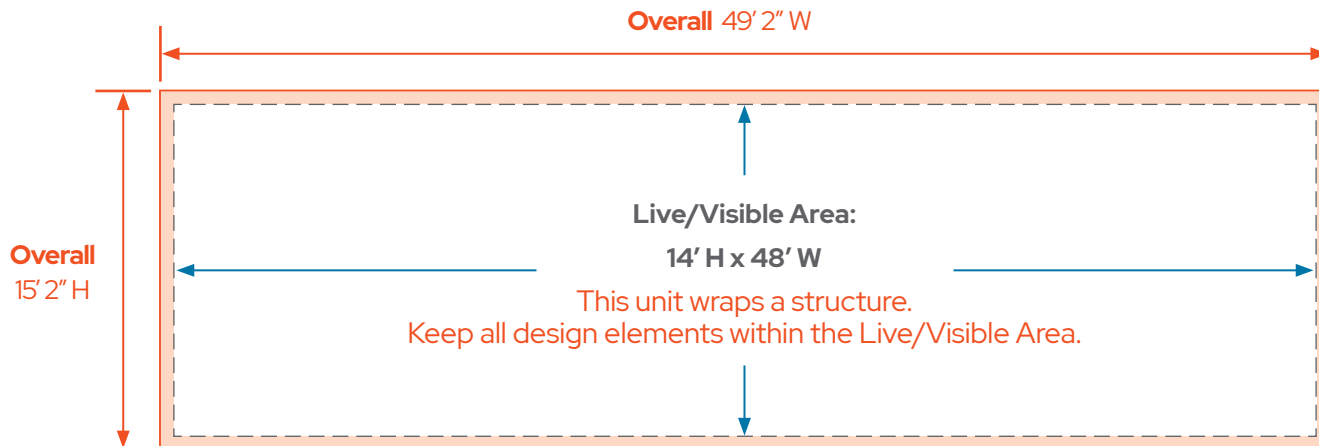 Overall 49′ 2″ W
Live/Visible Area:
14′ H x 48′ W
Overall
15′ 2″ H
This unit wraps a structure.
Keep all design elements within the Live/Visible Area.